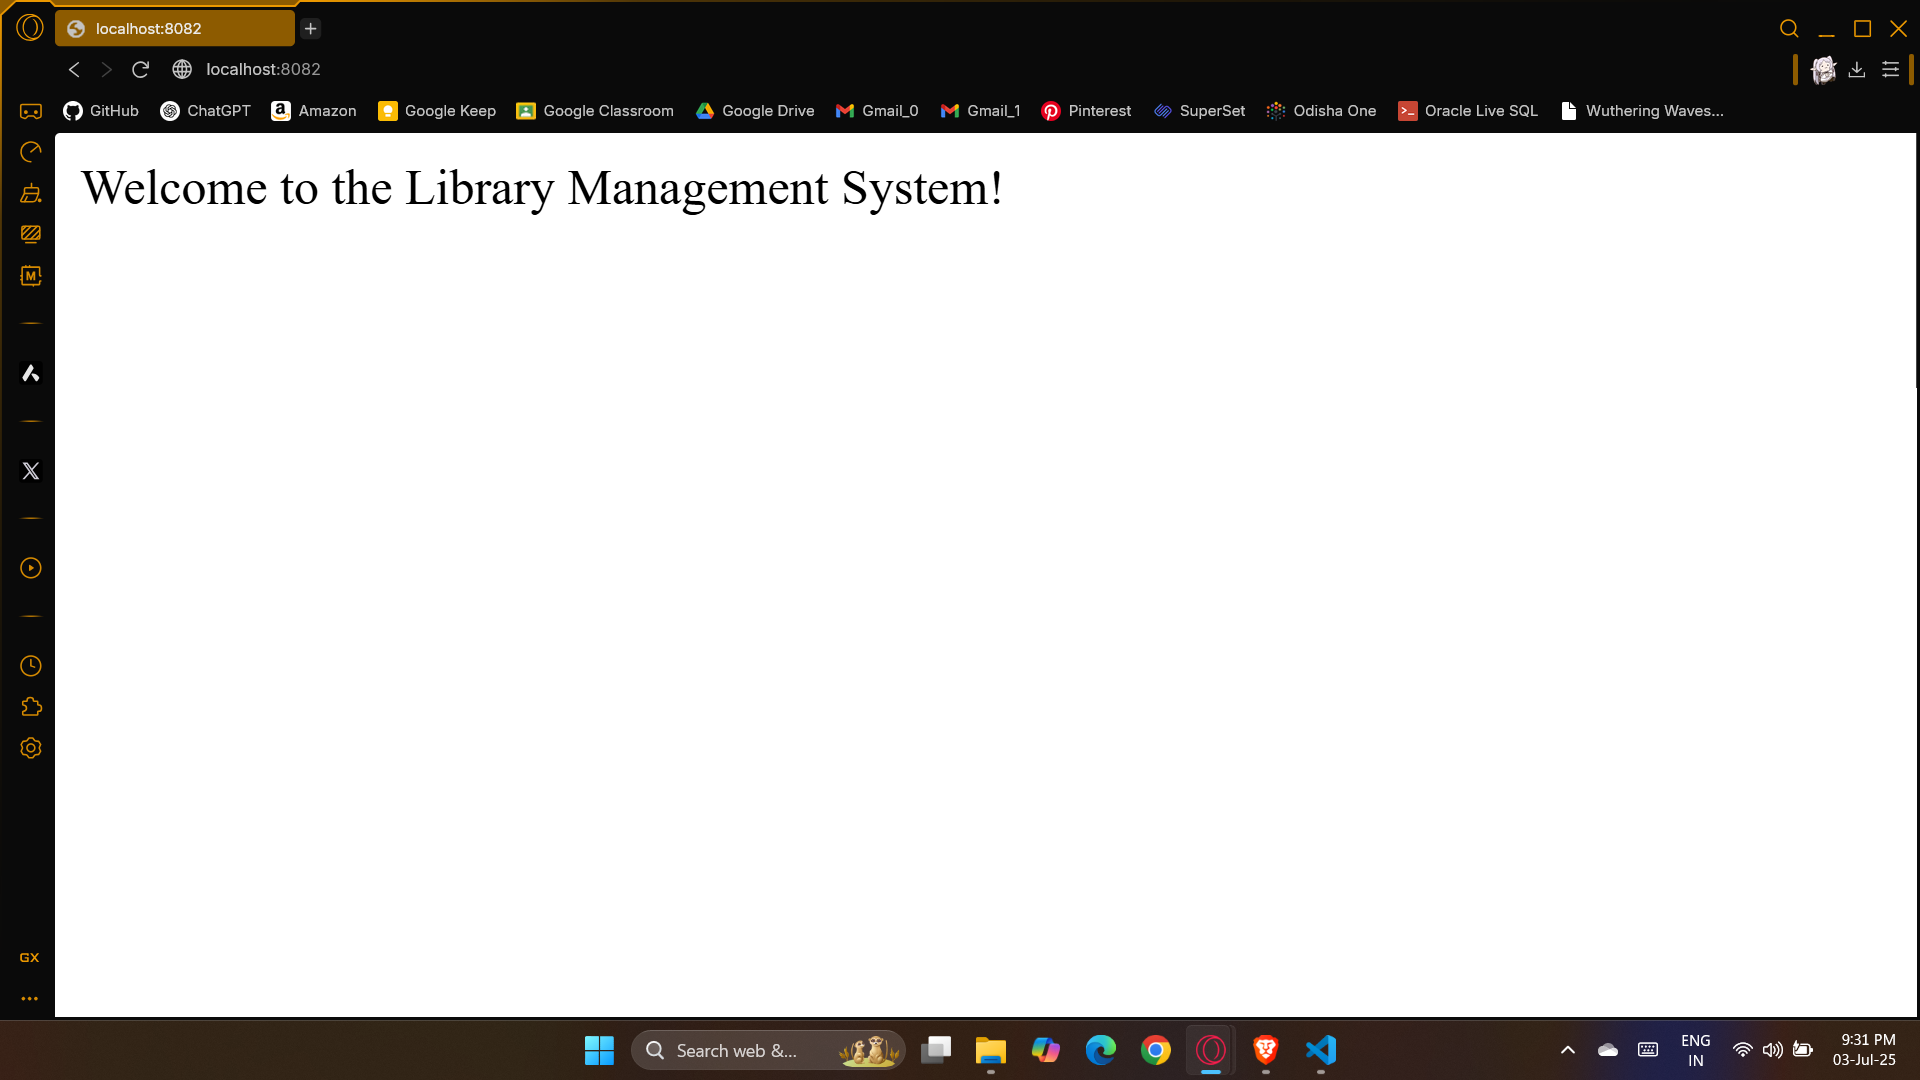 localhost:8082
localhost:8082
GitHub ChatGPT Amazon Google Keep Google Classroom Google Drive Gmail_0 Gmail_1 Pinterest SuperSet Odisha One Oracle Live SQL Wuthering Waves...
Welcome to the Library Management System!
M
GX
Search web &...
ENG
IN
9:31 PM
03-Jul-25